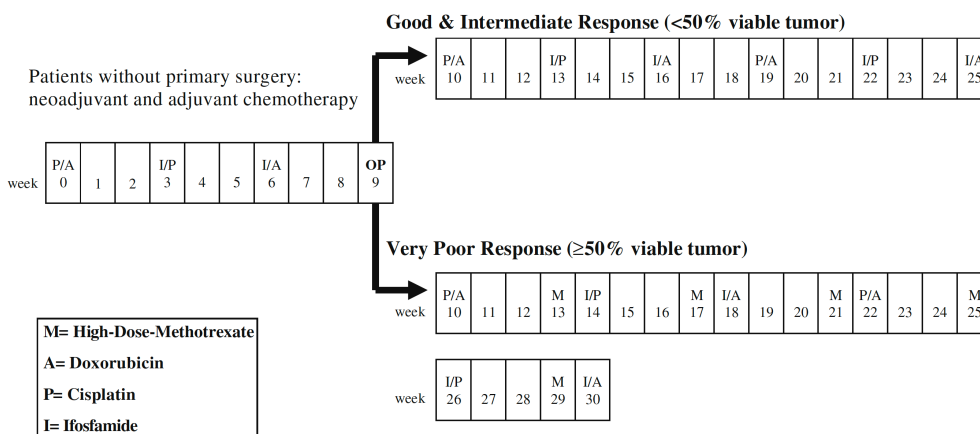 Good & Intermediate Response (<50% viable tumor)
P/A I/P I/A P/A I/P I/A
week 10 11 12 13 14 15 16 17 18 19 20 21 22 23 24 25
Patients without primary surgery:
neoadjuvant and adjuvant chemotherapy
P/A I/P I/A OP
week 0 1 2 3 4 5 6 7 8 9
Very Poor Response (≥50% viable tumor)
P/A M I/P M I/A M P/A M
week 10 11 12 13 14 15 16 17 18 19 20 21 22 23 24 25
I/P M I/A
week 26 27 28 29 30
M= High-Dose-Methotrexate
A= Doxorubicin
P= Cisplatin
I= Ifosfamide